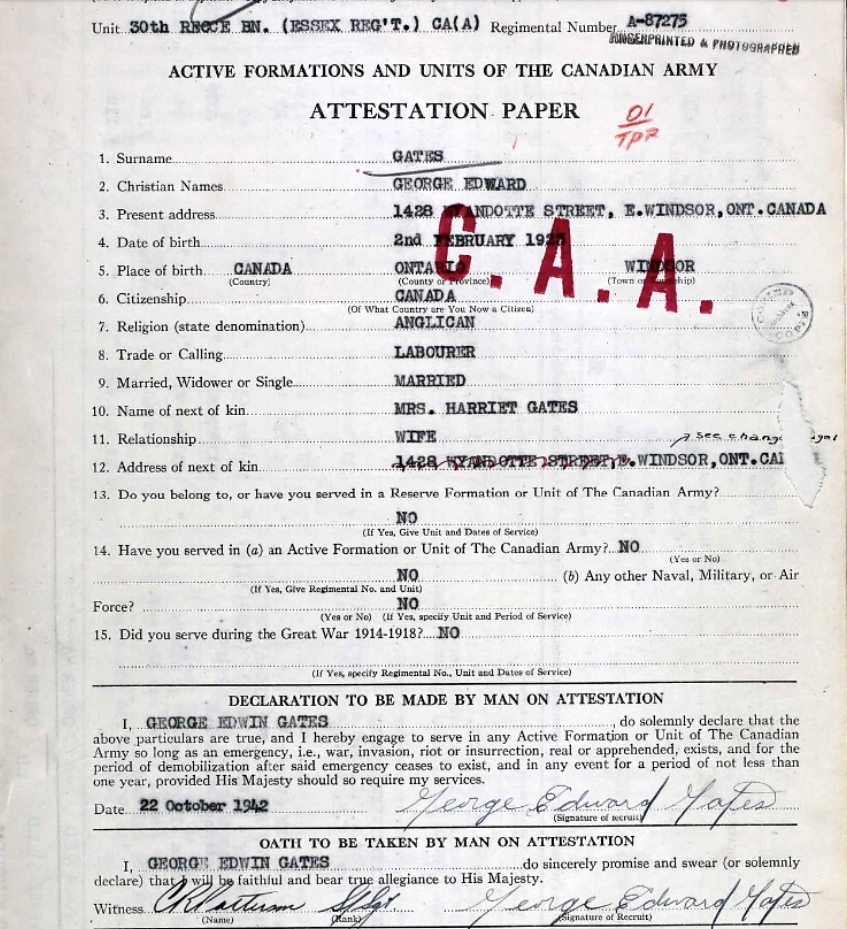 Unit 30th RECCE BN. (ESSEX REG'T.) CA(A) Regimental Number A-87275
FINGERPRINTED & PHOTOGRAPHED
ACTIVE FORMATIONS AND UNITS OF THE CANADIAN ARMY
ATTESTATION PAPER
01
TPR
1. Surname GATES
2. Christian Names GEORGE EDWARD
3. Present address 1428 WYANDOTTE STREET, E.WINDSOR,ONT.CANADA
4. Date of birth 2nd FEBRUARY
C. A. A.
5. Place of birth CANADA ONTARIO WINDSOR
(Country) (County or Province) (Town or Township)
6. Citizenship CANADA
(Of What Country are You Now a Citizen)
7. Religion (state denomination) ANGLICAN
8. Trade or Calling LABOURER
9. Married, Widower or Single MARRIED
10. Name of next of kin MRS. HARRIET GATES
11. Relationship WIFE see change
12. Address of next of kin 1428 WYANDOTTE STREET,E.WINDSOR,ONT.CA
13. Do you belong to, or have you served in a Reserve Formation or Unit of The Canadian Army?
NO
(If Yes, Give Unit and Dates of Service)
14. Have you served in (a) an Active Formation or Unit of The Canadian Army? NO
(Yes or No)
NO (b) Any other Naval, Military, or Air
(If Yes, Give Regimental No. and Unit)
Force? NO
(Yes or No) (If Yes, specify Unit and Period of Service)
15. Did you serve during the Great War 1914-1918? NO
(If Yes, specify Regimental No., Unit and Dates of Service)
DECLARATION TO BE MADE BY MAN ON ATTESTATION
I, GEORGE EDWIN GATES, do solemnly declare that the
above particulars are true, and I hereby engage to serve in any Active Formation or Unit of The Canadian
Army so long as an emergency, i.e., war, invasion, riot or insurrection, real or apprehended, exists, and for the
period of demobilization after said emergency ceases to exist, and in any event for a period of not less than
one year, provided His Majesty should so require my services.
Date 22 October 1942 George Edward Gates
(Signature of recruit)
OATH TO BE TAKEN BY MAN ON ATTESTATION
I, GEORGE EDWIN GATES do sincerely promise and swear (or solemnly
declare) that I will be faithful and bear true allegiance to His Majesty.
Witness S/Sgt. George Edward Gates
(Name) (Rank) (Signature of Recruit)